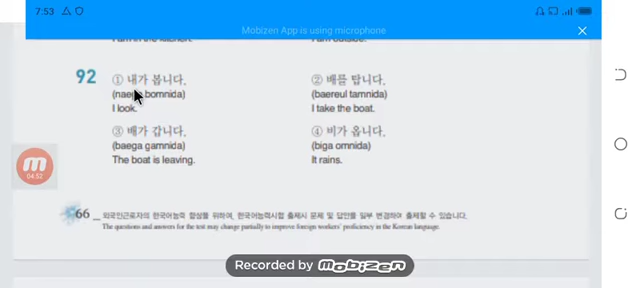 7:53
Mobizen App is using microphone
I am in the kitchen. I am outside.
92 ① 내가 봅니다. ② 배를 탑니다.
(naega bomnida) (baereul tamnida)
I look. I take the boat.
③ 배가 갑니다. ④ 비가 옵니다.
(baega gamnida) (biga omnida)
The boat is leaving. It rains.
04:52
66 _ 외국인근로자의 한국어능력 향상을 위하여, 한국어능력시험 출제시 문제 및 답안을 일부 변경하여 출제할 수 있습니다.
The questions and answers for the test may change partially to improve foreign workers' proficiency in the Korean language.
Recorded by mobizen